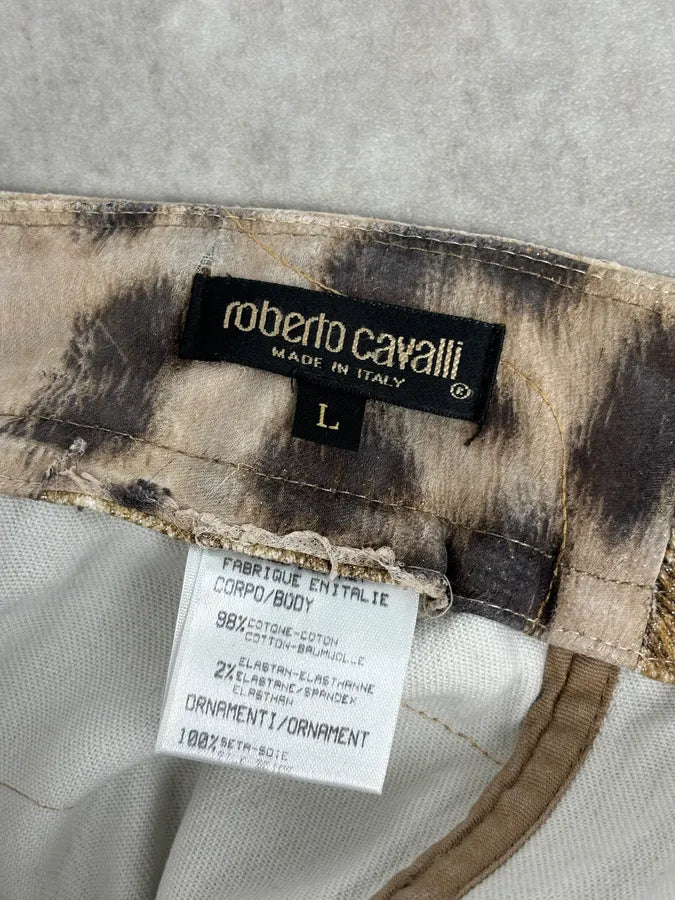 roberto cavalli
MADE IN ITALY
®
L
FABRIQUE EN ITALIE
CORPO/BODY
98% COTONE-COTON
COTTON-BAUMWOLLE
2% ELASTAN-ELASTHANNE
ELASTANE/SPANDEX
ELASTHAN
ORNAMENTI/ORNAMENT
100% SETA-SOIE